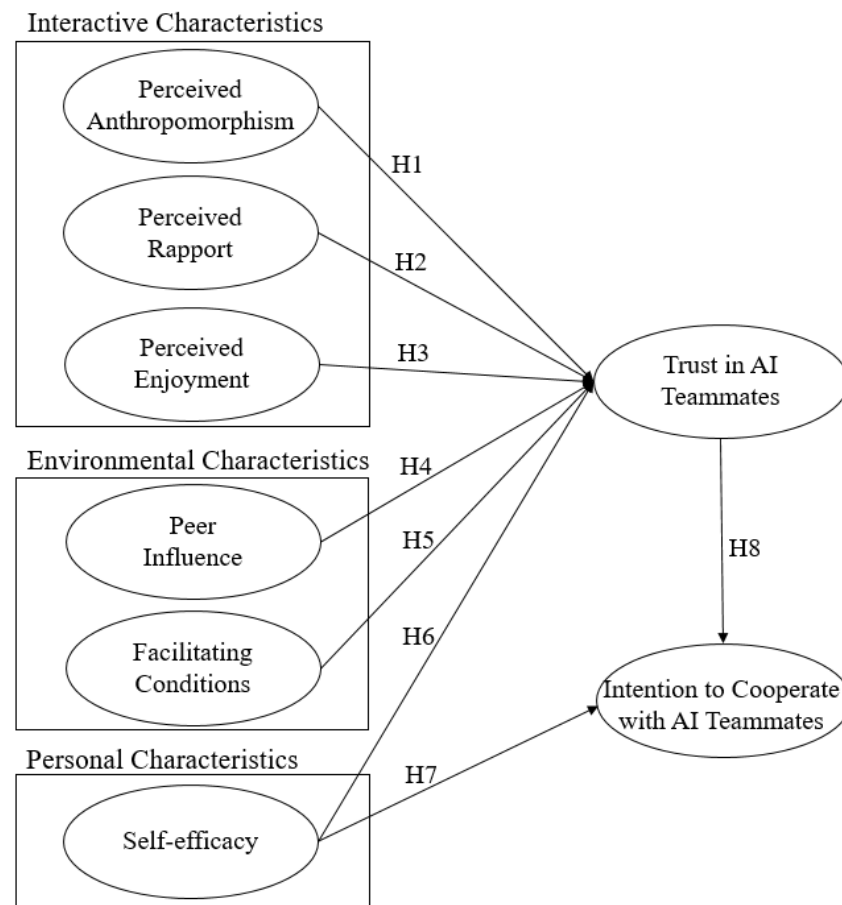 Interactive Characteristics
Perceived
Anthropomorphism
H1
Perceived
Rapport
H2
Perceived
Enjoyment
H3
Trust in AI
Teammates
Environmental Characteristics
H4
Peer
Influence
H5
H8
Facilitating
Conditions
H6
Intention to Cooperate
with AI Teammates
Personal Characteristics
H7
Self-efficacy